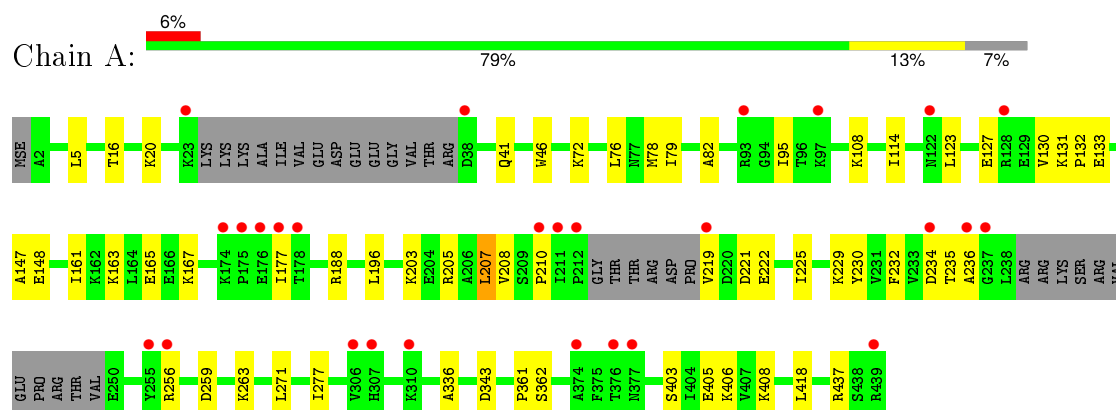 6%
Chain A:
79% 13% 7%
MSE A2 L5 T16 K20 K23 LYS LYS LYS ALA ILE VAL GLU ASP GLU GLU GLY VAL THR ARG D38 Q41 W46 K72 L76 N77 M78 I79 A82 R93 G94 I95 T96 K97 K108 I114 N122 L123 E127 R128 E129 V130 K131 P132 E133
A147 E148 I161 K162 K163 L164 E165 E166 K167 K174 P175 E176 I177 T178 R188 L196 K203 E204 R205 A206 L207 V208 S209 P210 I211 P212 GLY THR THR ARG ASP PRO V219 D220 D221 E222 I225 K229 Y230 V231 F232 V233 D234 T235 A236 G237 L238 ARG ARG LYS SER ARG VAL
GLU PRO ARG THR VAL E250 Y255 R256 D259 K263 L271 I277 V306 H307 K310 A336 D343 P361 S362 A374 F375 T376 N377 S403 I404 E405 K406 V407 K408 L418 R437 S438 R439